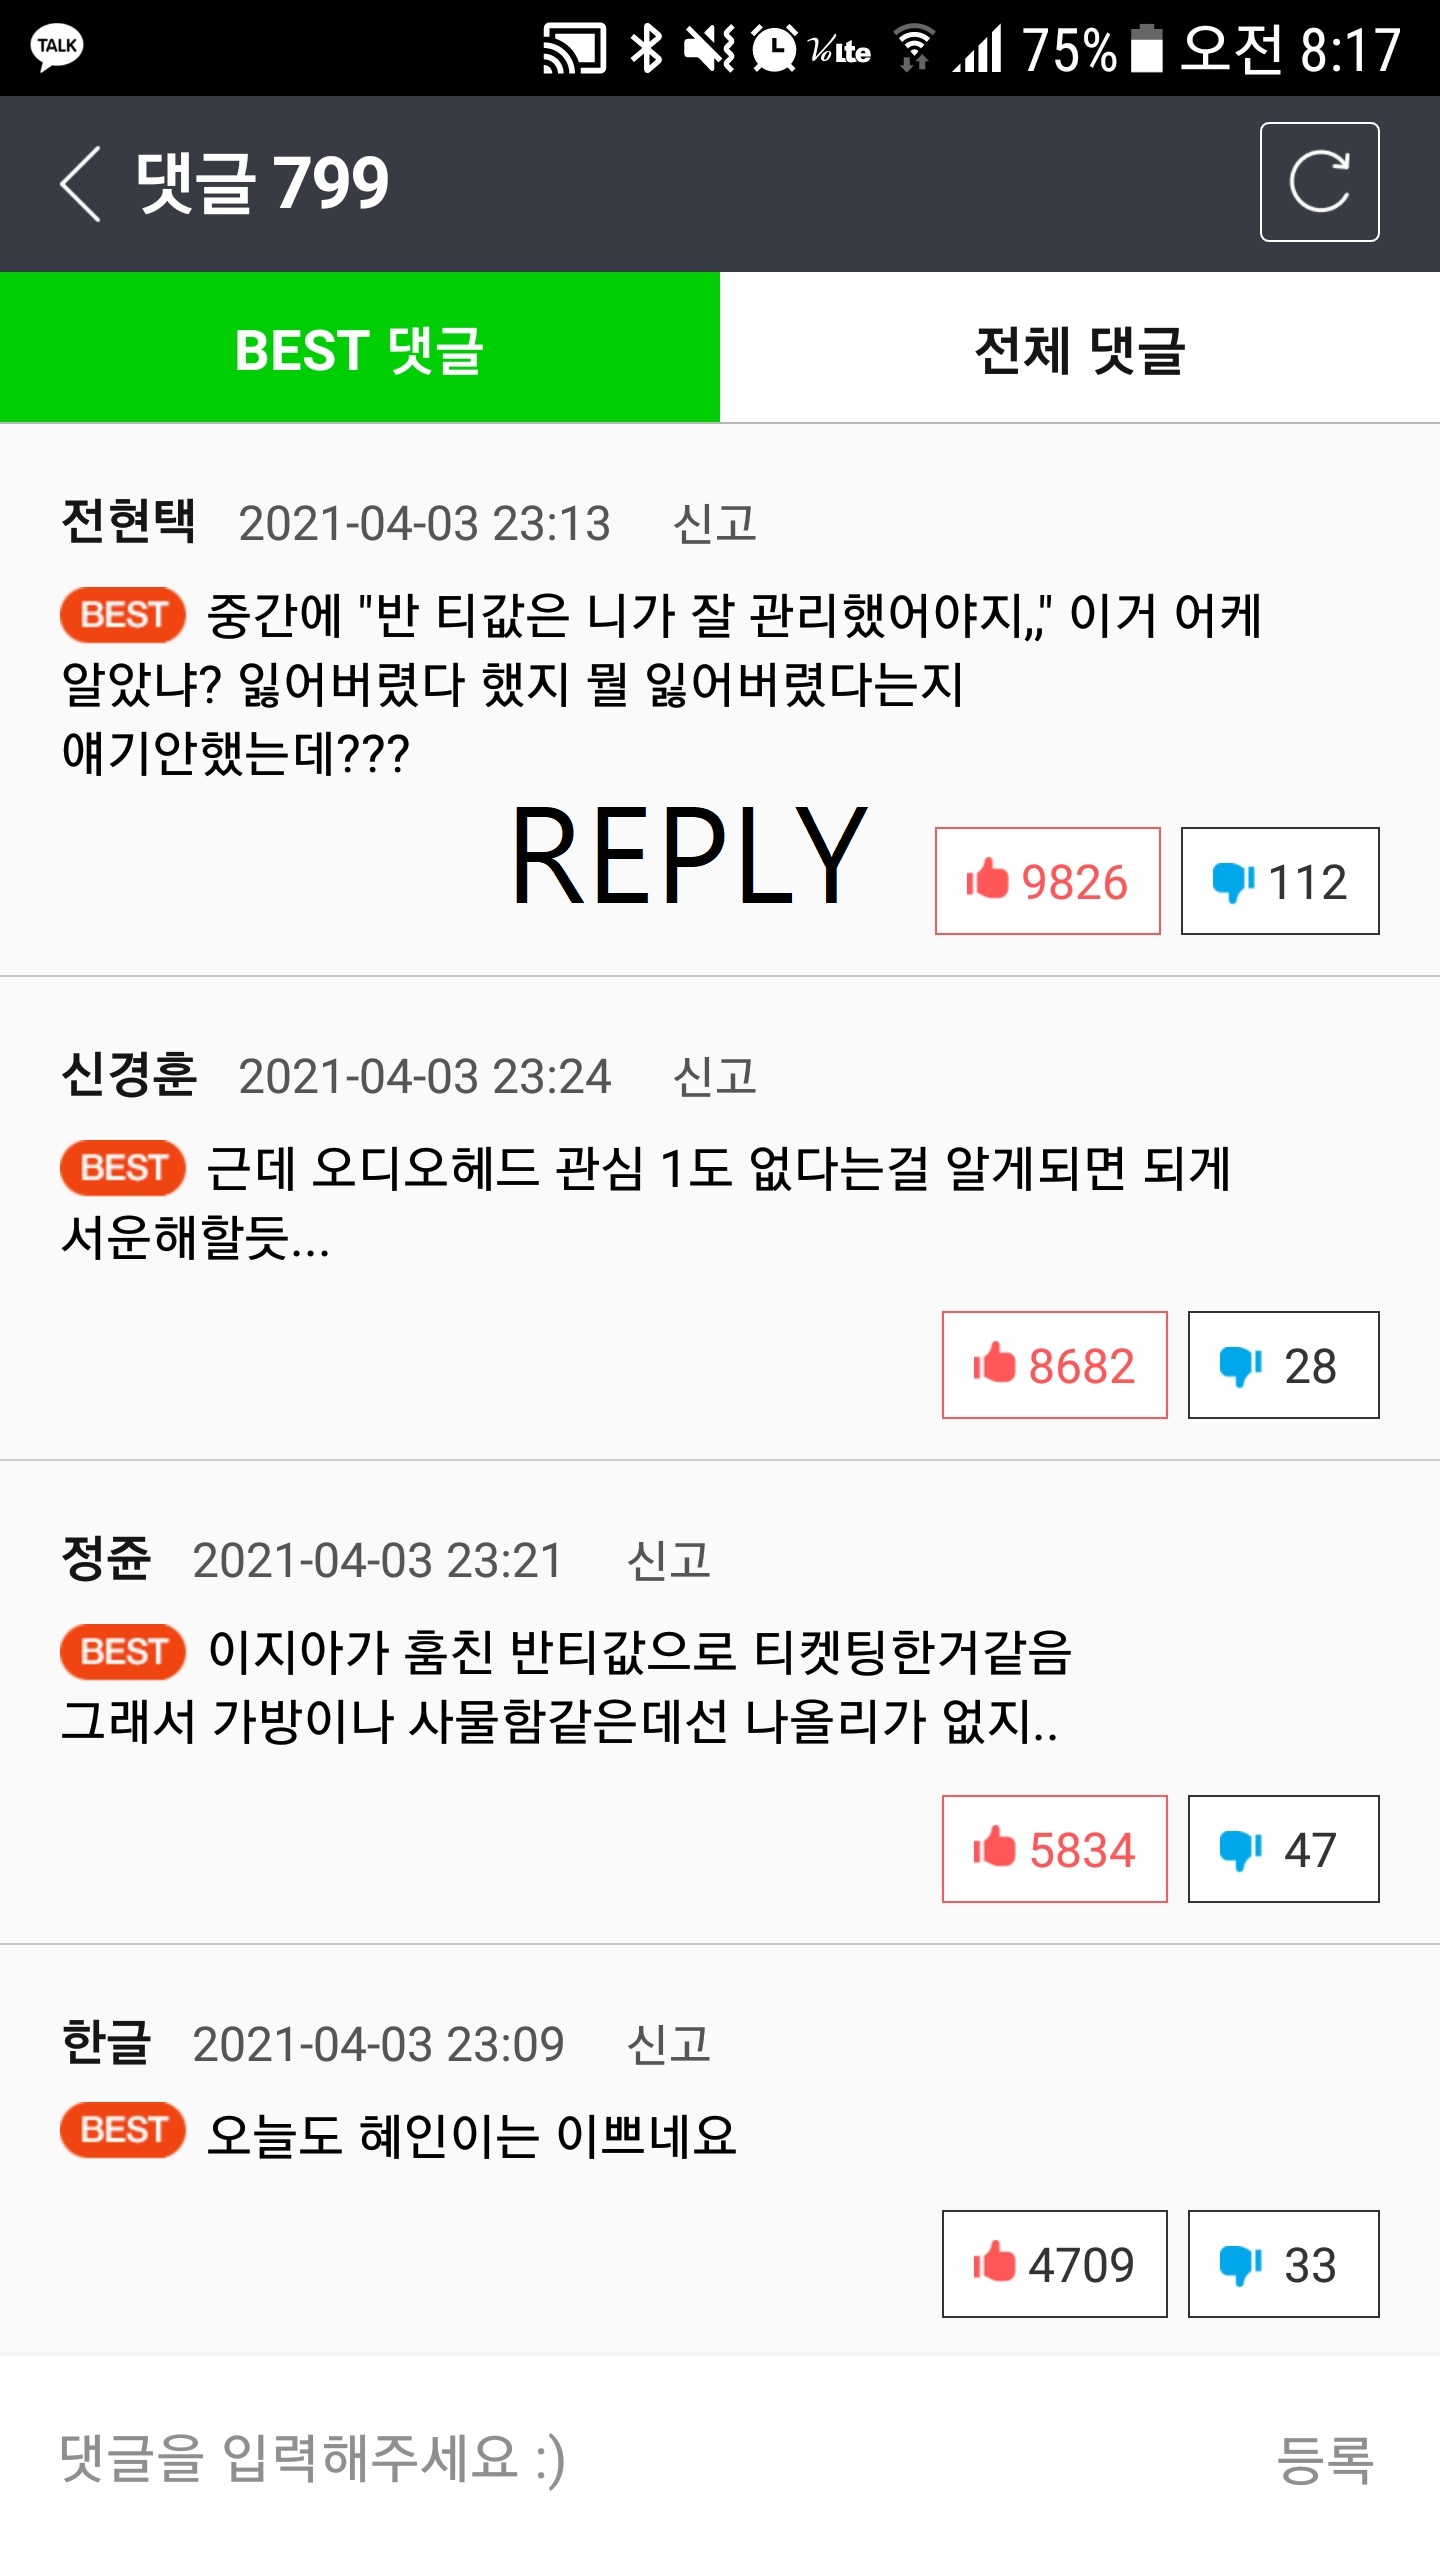 TALK VoLte 75% 오전 8:17
댓글 799
BEST 댓글 전체 댓글
전현택 2021-04-03 23:13 신고
BEST 중간에 "반 티값은 니가 잘 관리했어야지,,," 이거 어케
알았냐? 잃어버렸다 했지 뭘 잃어버렸다는지
얘기안했는데???
REPLY 9826 112
신경훈 2021-04-03 23:24 신고
BEST 근데 오디오헤드 관심 1도 없다는걸 알게되면 되게
서운해할듯...
8682 28
정쥰 2021-04-03 23:21 신고
BEST 이지아가 훔친 반티값으로 티켓팅한거같음
그래서 가방이나 사물함같은데선 나올리가 없지..
5834 47
한글 2021-04-03 23:09 신고
BEST 오늘도 혜인이는 이쁘네요
4709 33
댓글을 입력해주세요 :) 등록